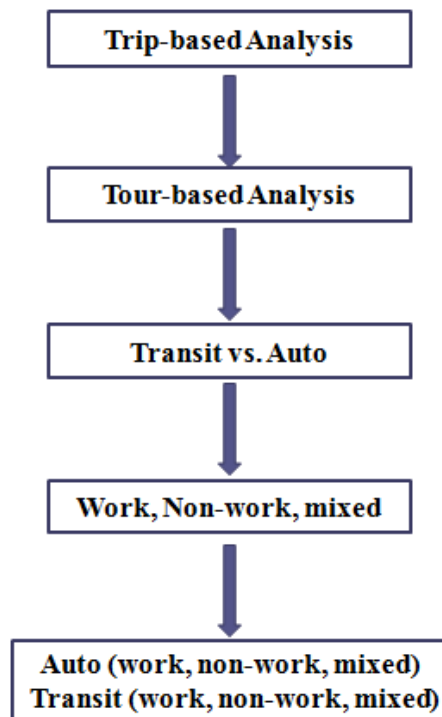 Trip-based Analysis
Tour-based Analysis
Transit vs. Auto
Work, Non-work, mixed
Auto (work, non-work, mixed)
Transit (work, non-work, mixed)